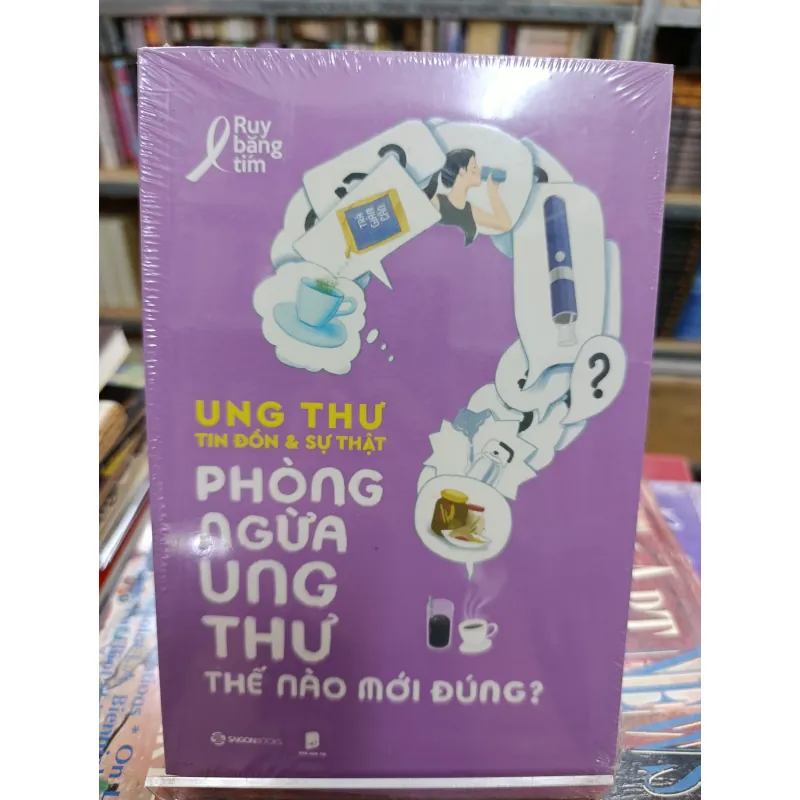 Ruy
băng
tím
TRÀ
GIẢM
CÂN
?
UNG THƯ
TIN ĐỒN & SỰ THẬT
PHÒNG
NGỪA
UNG
THƯ
THẾ NÀO MỚI ĐÚNG?
SAIGONBOOKS